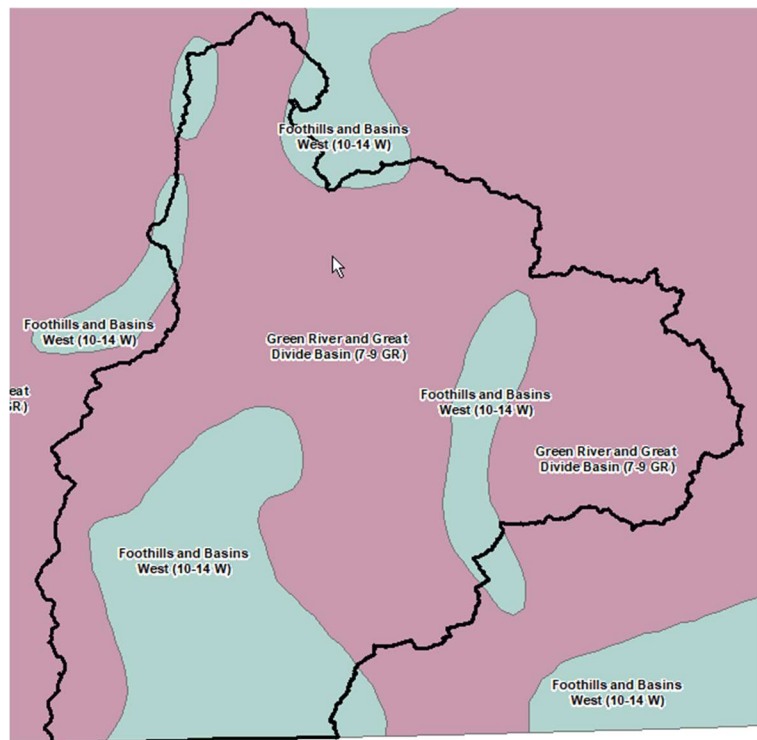 Foothills and Basins
West (10-14 W)
Foothills and Basins
West (10-14 W)
Green River and Great
Divide Basin (7-9 GR)
eat
GR)
Foothills and Basins
West (10-14 W)
Green River and Great
Divide Basin (7-9 GR)
Foothills and Basins
West (10-14 W)
Foothills and Basins
West (10-14 W)